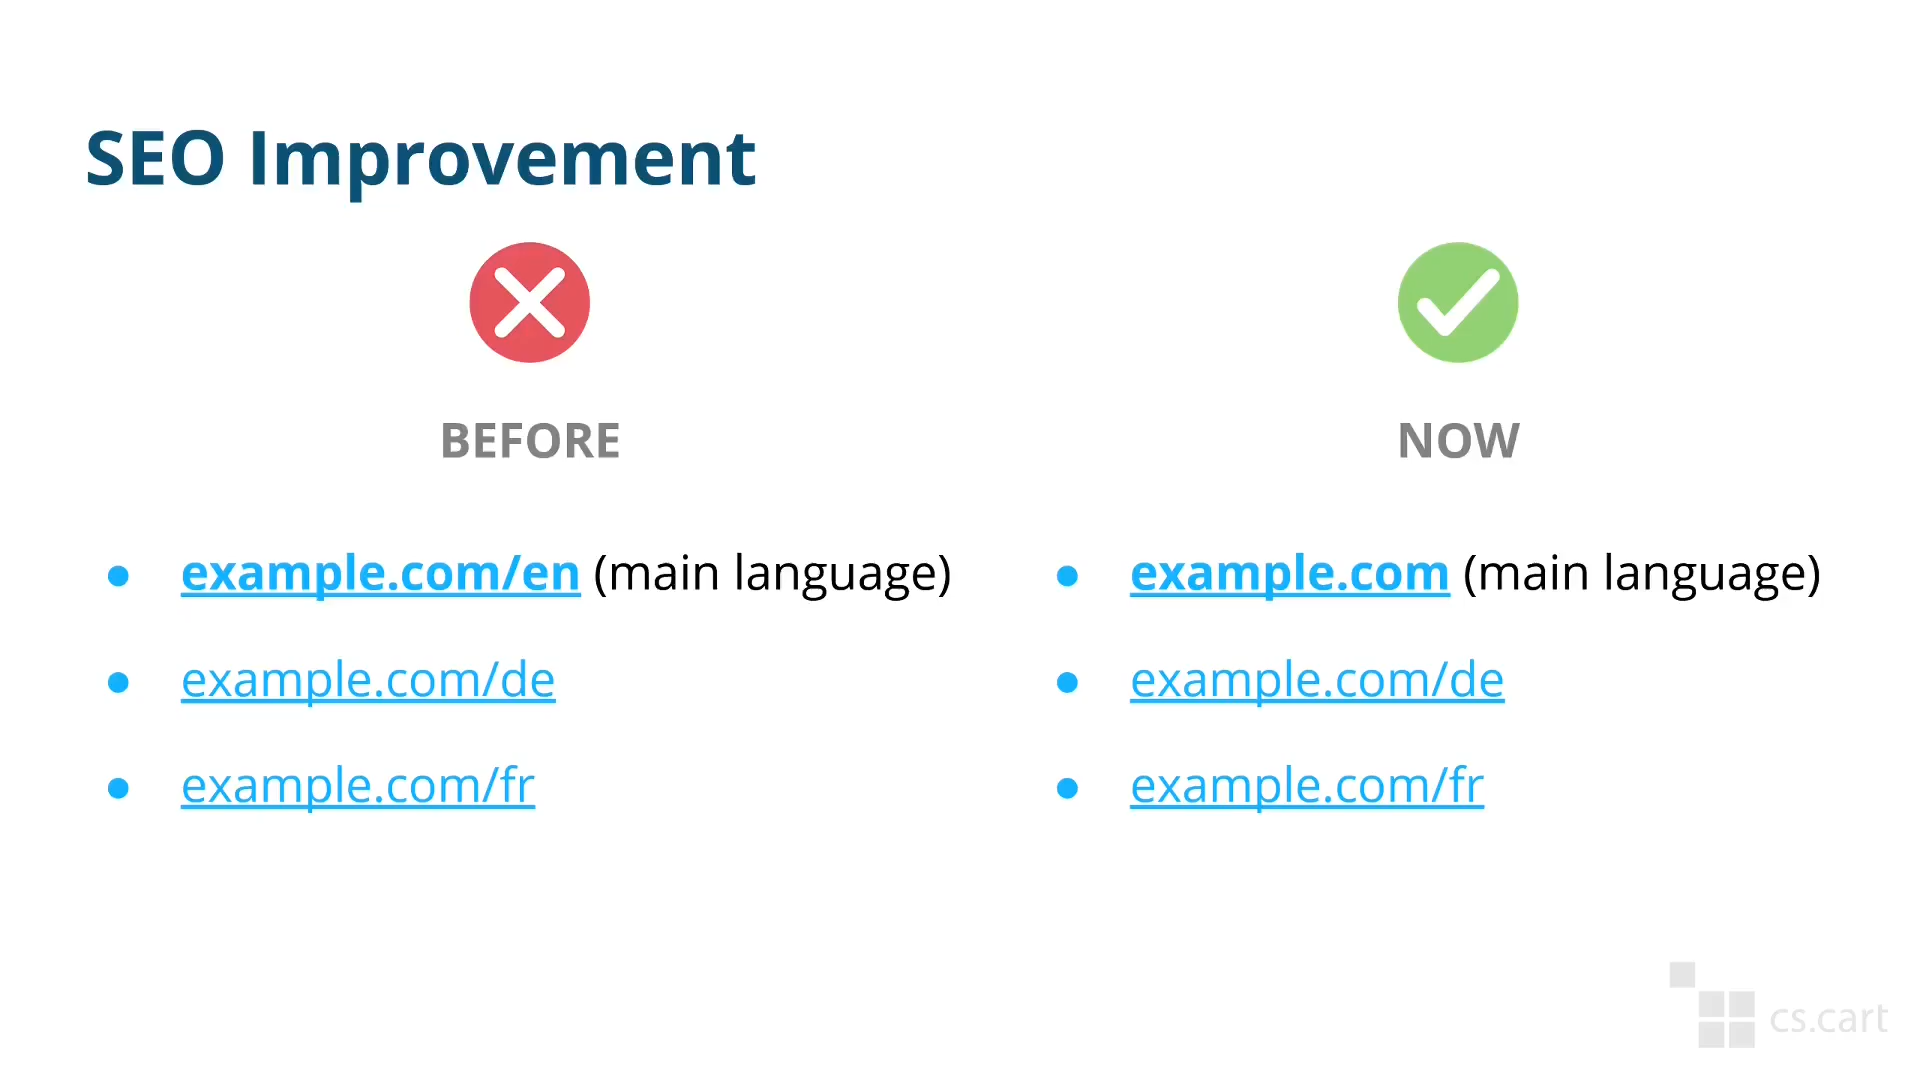 SEO Improvement
BEFORE
example.com/en (main language)
example.com/de
example.com/fr
NOW
example.com (main language)
example.com/de
example.com/fr
cs.cart